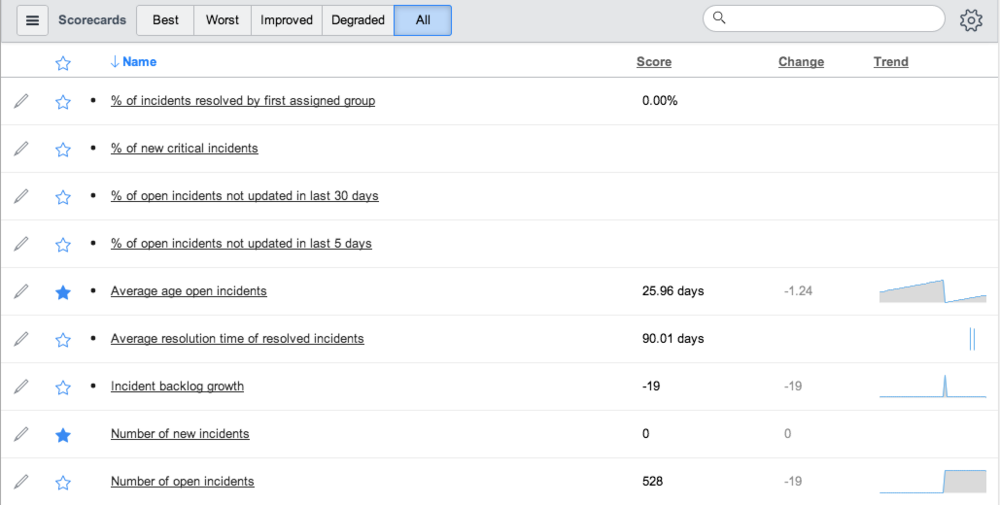 Scorecards Best Worst Improved Degraded All
Name Score Change Trend
% of incidents resolved by first assigned group 0.00%
% of new critical incidents
% of open incidents not updated in last 30 days
% of open incidents not updated in last 5 days
Average age open incidents 25.96 days -1.24
Average resolution time of resolved incidents 90.01 days
Incident backlog growth -19 -19
Number of new incidents 0 0
Number of open incidents 528 -19